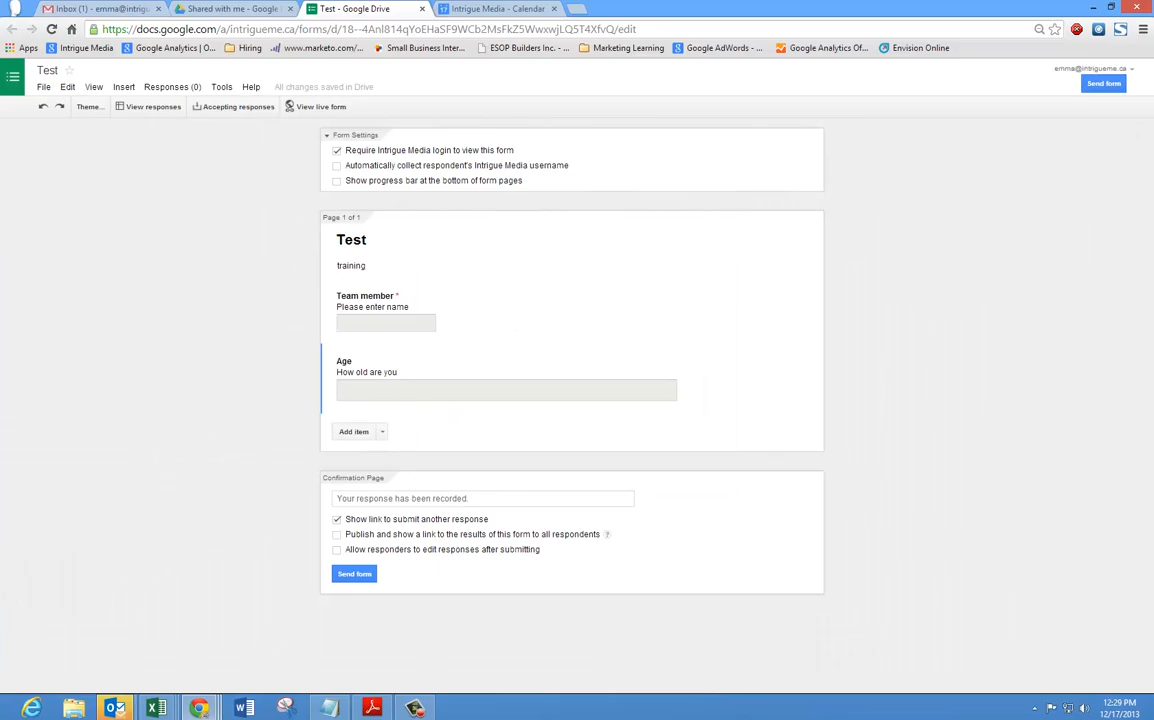 Inbox (1) - emma@intrigu
Shared with me - Google
Test - Google Drive
Intrigue Media - Calendar
https://docs.google.com/a/intrigueme.ca/forms/d/18--4Anl814qYoEHaSF9WCb2MsFkZ5WwxwjLQ5T4XfvQ/edit
Apps
Intrigue Media
Google Analytics | O...
Hiring
www.marketo.com/...
Small Business Inter...
ESOP Builders Inc. - ...
Marketing Learning
Google AdWords - ...
Google Analytics Of...
Envision Online
Test
emma@intrigueme.ca
File Edit View Insert Responses (0) Tools Help All changes saved in Drive
Send form
Theme...
View responses
Accepting responses
View live form
Form Settings
Require Intrigue Media login to view this form
Automatically collect respondent's Intrigue Media username
Show progress bar at the bottom of form pages
Page 1 of 1
Test
training
Team member *
Please enter name
Age
How old are you
Add item
Confirmation Page
Your response has been recorded.
Show link to submit another response
Publish and show a link to the results of this form to all respondents ?
Allow responders to edit responses after submitting
Send form
12:29 PM
12/17/2013